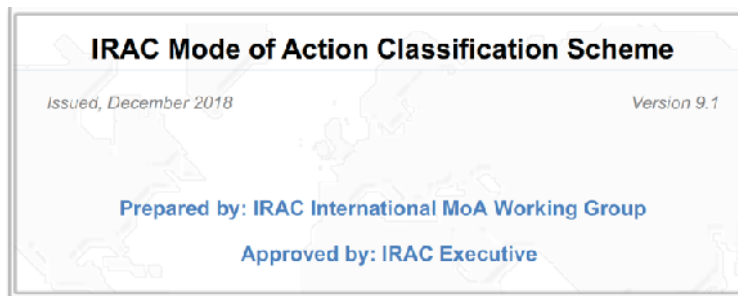 IRAC Mode of Action Classification Scheme
Issued, December 2018 Version 9.1
Prepared by: IRAC International MoA Working Group
Approved by: IRAC Executive